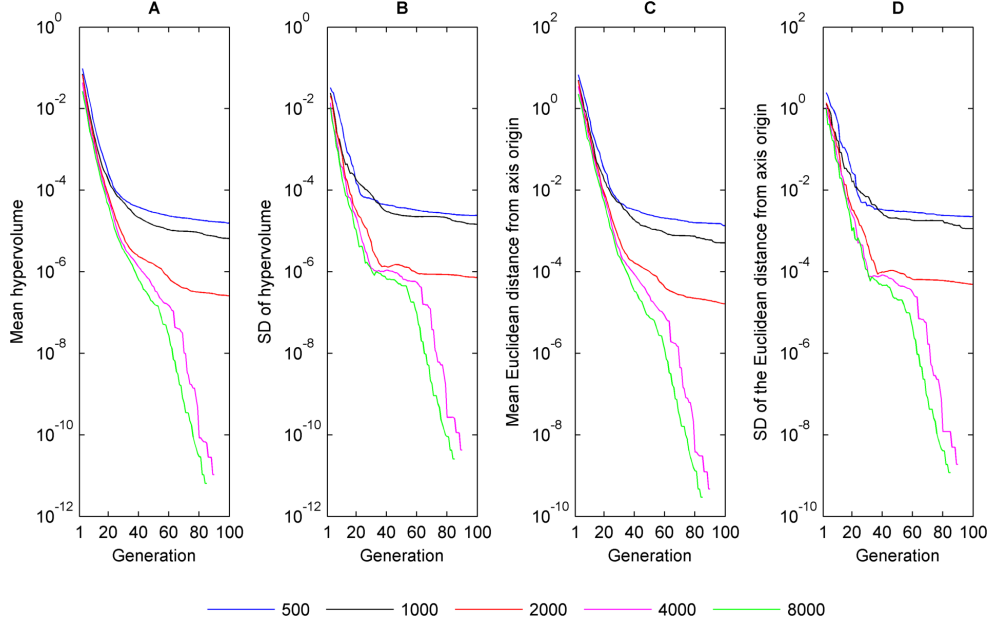 A
10^0
10^-2
10^-4
10^-6
10^-8
10^-10
10^-12
Mean hypervolume
1 20 40 60 80 100
Generation
B
10^0
10^-2
10^-4
10^-6
10^-8
10^-10
10^-12
SD of hypervolume
1 20 40 60 80 100
Generation
C
10^2
10^0
10^-2
10^-4
10^-6
10^-8
10^-10
Mean Euclidean distance from axis origin
1 20 40 60 80 100
Generation
D
10^2
10^0
10^-2
10^-4
10^-6
10^-8
10^-10
SD of the Euclidean distance from axis origin
1 20 40 60 80 100
Generation
500 1000 2000 4000 8000